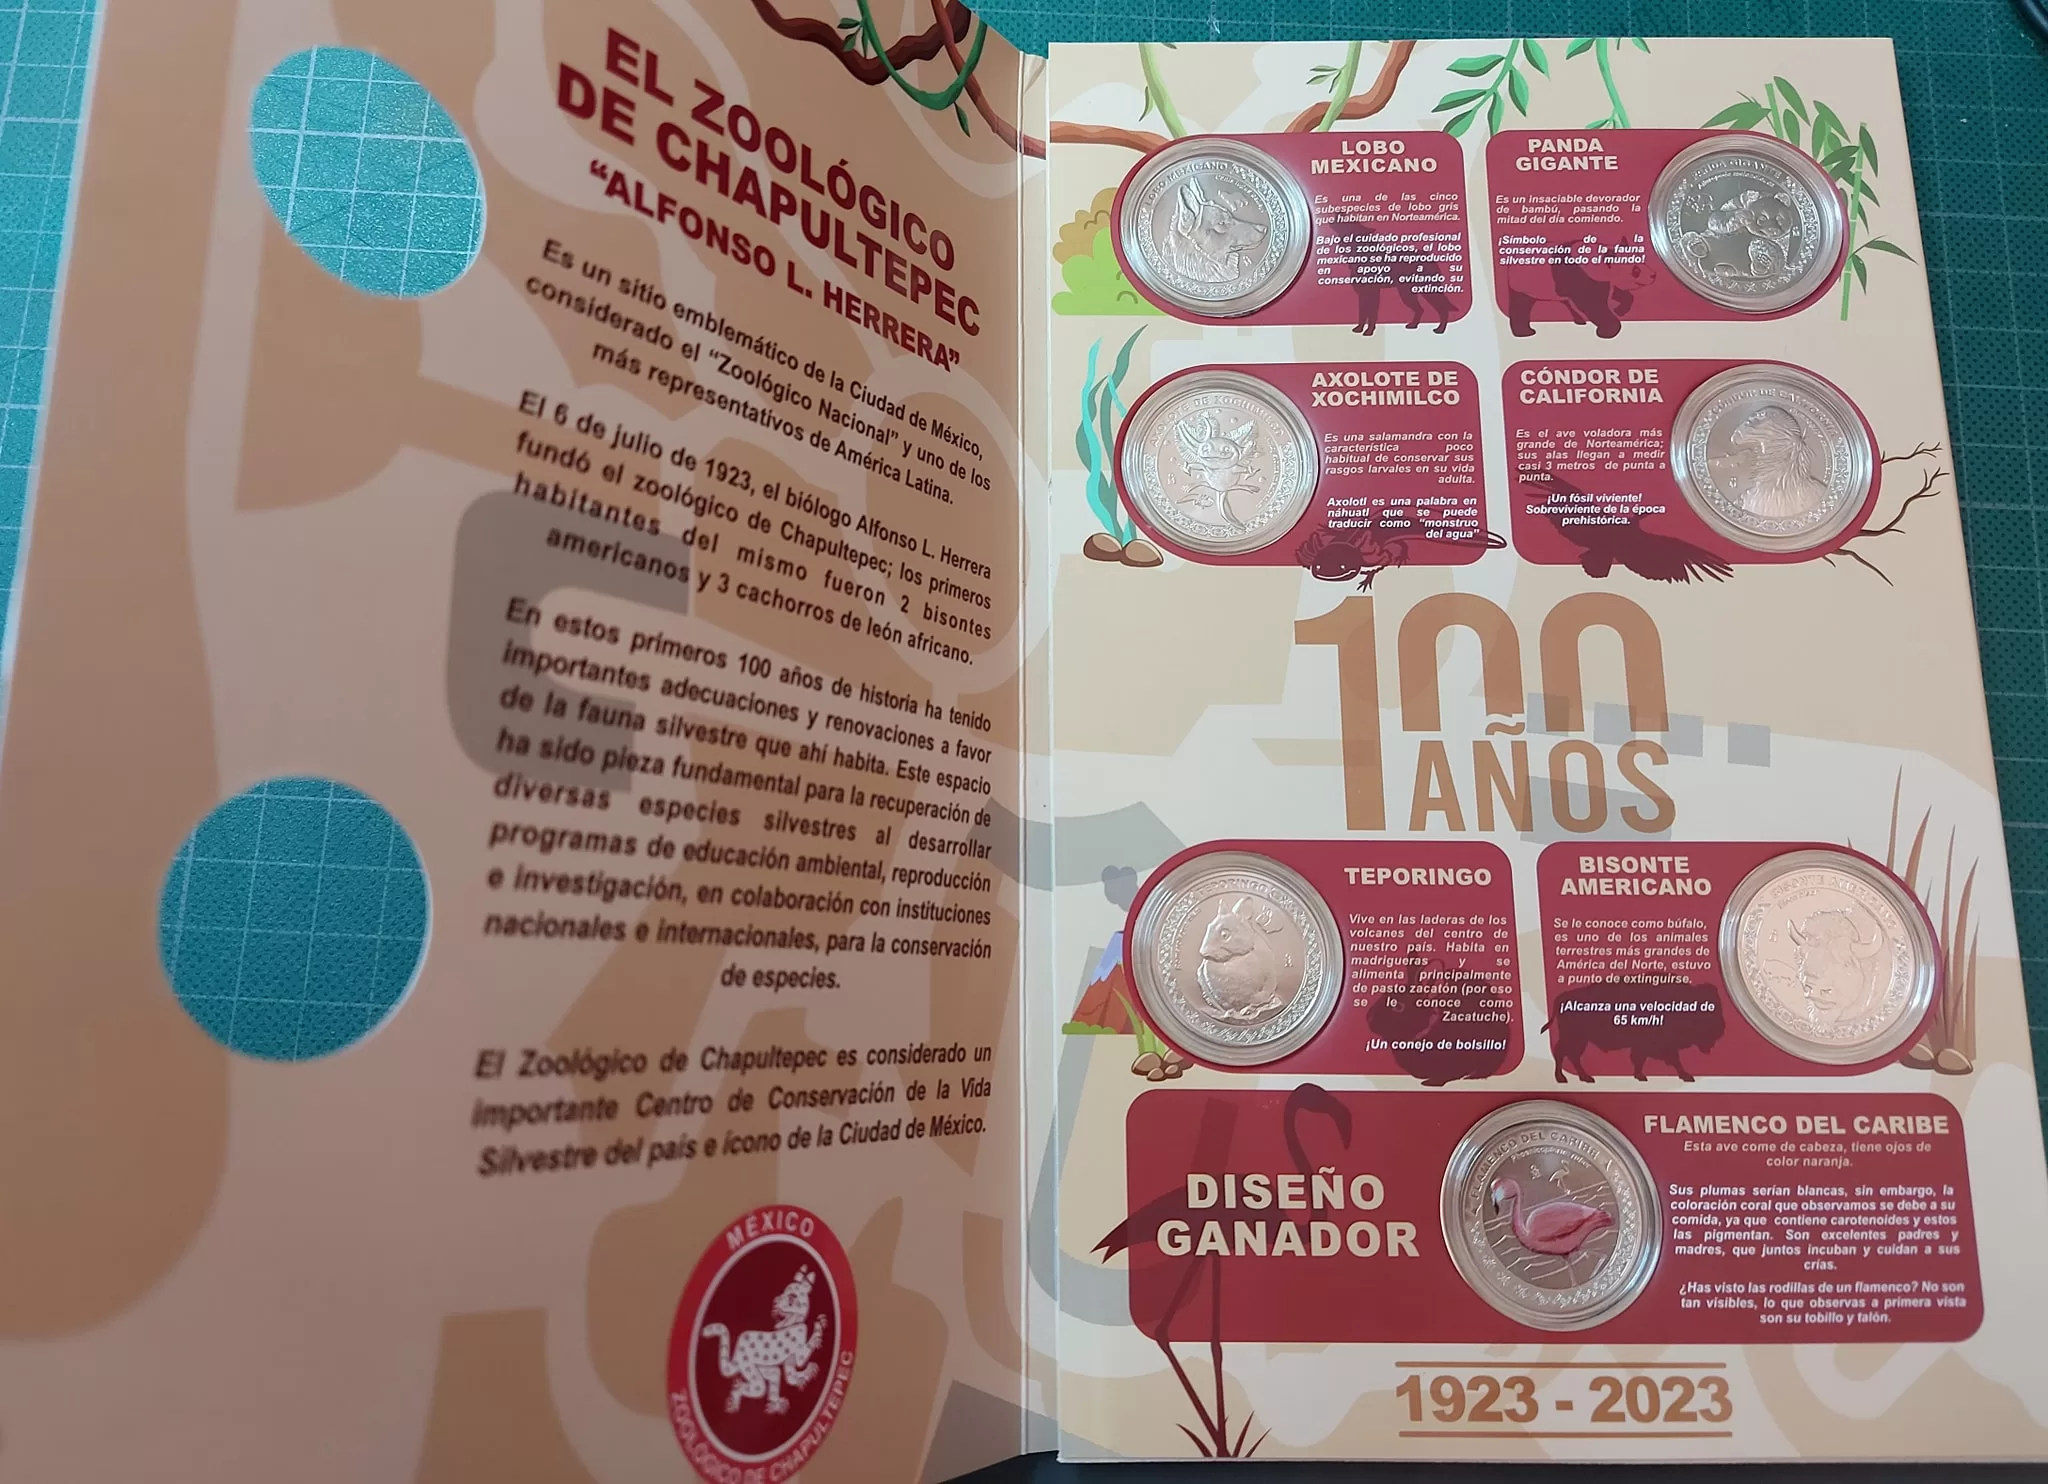 EL ZOOLÓGICO
DE CHAPULTEPEC
“ALFONSO L. HERRERA”
Es un sitio emblemático de la Ciudad de México,
considerado el “Zoológico Nacional” y uno de los
más representativos de América Latina.
El 6 de julio de 1923, el biólogo Alfonso L. Herrera
fundó el zoológico de Chapultepec; los primeros
habitantes del mismo fueron 2 bisontes
americanos y 3 cachorros de león africano.
En estos primeros 100 años de historia ha tenido
importantes adecuaciones y renovaciones a favor
de la fauna silvestre que ahí habita. Este espacio
ha sido pieza fundamental para la recuperación de
diversas especies silvestres al desarrollar
programas de educación ambiental, reproducción
e investigación, en colaboración con instituciones
nacionales e internacionales, para la conservación
de especies.
El Zoológico de Chapultepec es considerado un
importante Centro de Conservación de la Vida
Silvestre del país e ícono de la Ciudad de México.
MÉXICO
ZOOLÓGICO DE CHAPULTEPEC
LOBO MEXICANO
LOBO
MEXICANO
Es una de las cinco
subespecies de lobo gris
que habitan en Norteamérica.
Bajo el cuidado profesional
de los zoológicos, el lobo
mexicano se ha reproducido
en apoyo a su
conservación, evitando su
extinción.
PANDA
GIGANTE
Es un insaciable devorador
de bambú, pasando la
mitad del día comiendo.
¡Símbolo de la
conservación de la fauna
silvestre en todo el mundo!
PANDA GIGANTE
AXOLOTE DE XOCHIMILCO
AXOLOTE DE
XOCHIMILCO
Es una salamandra con la
característica poco
habitual de conservar sus
rasgos larvales en su vida
adulta.
Axolotl es una palabra en
náhuatl que se puede
traducir como “monstruo
del agua”
CÓNDOR DE
CALIFORNIA
Es el ave voladora más
grande de Norteamérica;
sus alas llegan a medir
casi 3 metros de punta a
punta.
¡Un fósil viviente!
Sobreviviente de la época
prehistórica.
CÓNDOR DE CALIFORNIA
100
AÑOS
TEPORINGO
TEPORINGO
Vive en las laderas de los
volcanes del centro de
nuestro país. Habita en
madrigueras y se
alimenta principalmente
de pasto zacatón (por eso
se le conoce como
Zacatuche).
¡Un conejo de bolsillo!
BISONTE
AMERICANO
Se le conoce como búfalo,
es uno de los animales
terrestres más grandes de
América del Norte, estuvo
a punto de extinguirse.
¡Alcanza una velocidad de
65 km/h!
BISONTE AMERICANO
DISEÑO
GANADOR
FLAMENCO DEL CARIBE
Phoenicopterus ruber
FLAMENCO DEL CARIBE
Esta ave come de cabeza, tiene ojos de
color naranja.
Sus plumas serían blancas, sin embargo, la
coloración coral que observamos se debe a su
comida, ya que contiene carotenoides y estos
las pigmentan. Son excelentes padres y
madres, que juntos incuban y cuidan a sus
crías.
¿Has visto las rodillas de un flamenco? No son
tan visibles, lo que observas a primera vista
son su tobillo y talón.
1923 - 2023